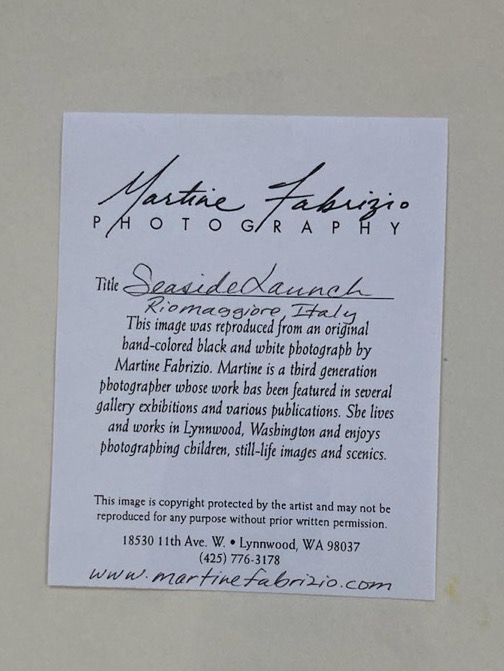 Martine Fabrizio
PHOTOGRAPHY
Title Seaside Launch
Riomaggiore, Italy
This image was reproduced from an original
hand-colored black and white photograph by
Martine Fabrizio. Martine is a third generation
photographer whose work has been featured in several
gallery exhibitions and various publications. She lives
and works in Lynnwood, Washington and enjoys
photographing children, still-life images and scenics.
This image is copyright protected by the artist and may not be
reproduced for any purpose without prior written permission.
18530 11th Ave. W. • Lynnwood, WA 98037
(425) 776-3178
www.martinefabrizio.com